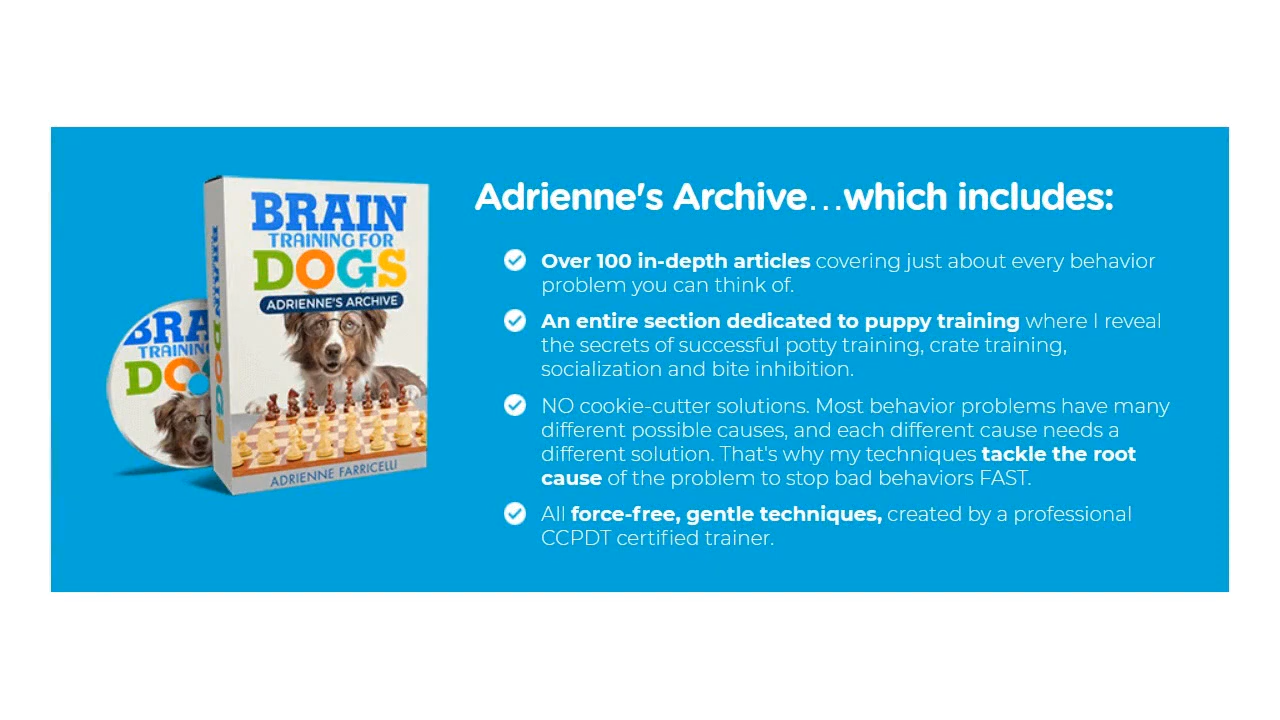 BRAIN
TRAINING FOR
DOGS
ADRIENNE'S ARCHIVE
ADRIENNE FARRICELLI
BRA
TRAINING
DO
Adrienne's Archive...which includes:
Over 100 in-depth articles covering just about every behavior
problem you can think of.
An entire section dedicated to puppy training where I reveal
the secrets of successful potty training, crate training,
socialization and bite inhibition.
NO cookie-cutter solutions. Most behavior problems have many
different possible causes, and each different cause needs a
different solution. That's why my techniques tackle the root
cause of the problem to stop bad behaviors FAST.
All force-free, gentle techniques, created by a professional
CCPDT certified trainer.